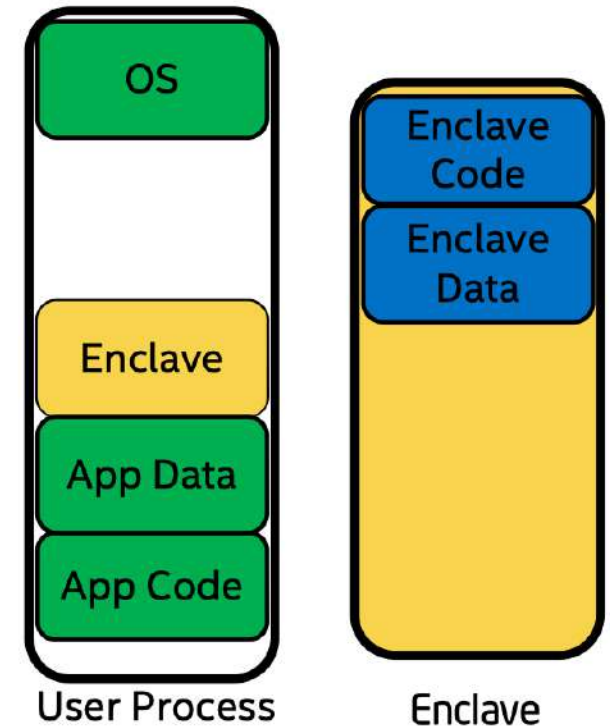 OS
Enclave
App Data
App Code
User Process
Enclave
Code
Enclave
Data
Enclave